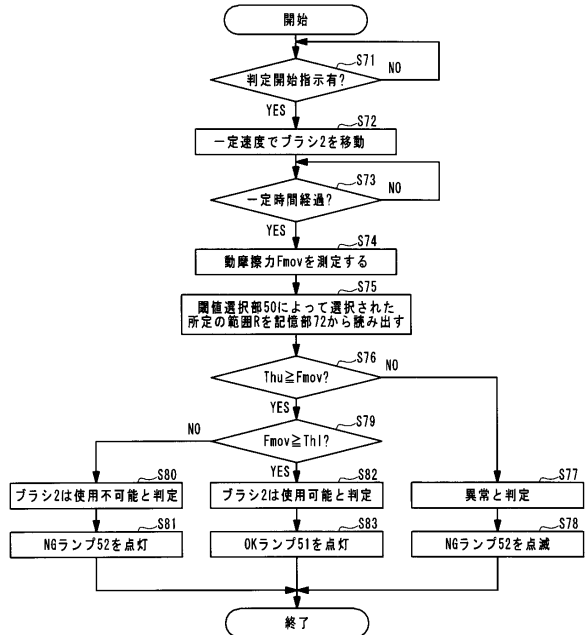 開始
S71
判定開始指示有?
NO
YES
S72
一定速度でブラシ2を移動
S73
一定時間経過?
NO
YES
S74
動摩擦力Fmovを測定する
S75
閾値選択部50によって選択された
所定の範囲Rを記憶部72から読み出す
S76
Thu≧Fmov?
NO
YES
S79
Fmov≧Thl?
NO
YES
S80
ブラシ2は使用不可能と判定
S82
ブラシ2は使用可能と判定
S77
異常と判定
S81
NGランプ52を点灯
S83
OKランプ51を点灯
S78
NGランプ52を点滅
終了